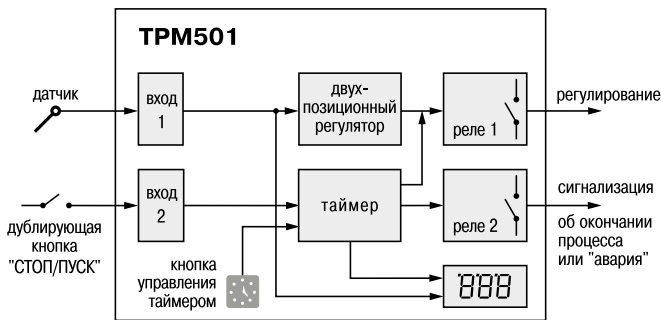 ТРМ501
датчик
вход
1
двух-
позиционный
регулятор
реле 1
регулирование
дублирующая
кнопка
"СТОП/ПУСК"
вход
2
таймер
реле 2
сигнализация
об окончании
процесса
или "авария"
кнопка
управления
таймером
888